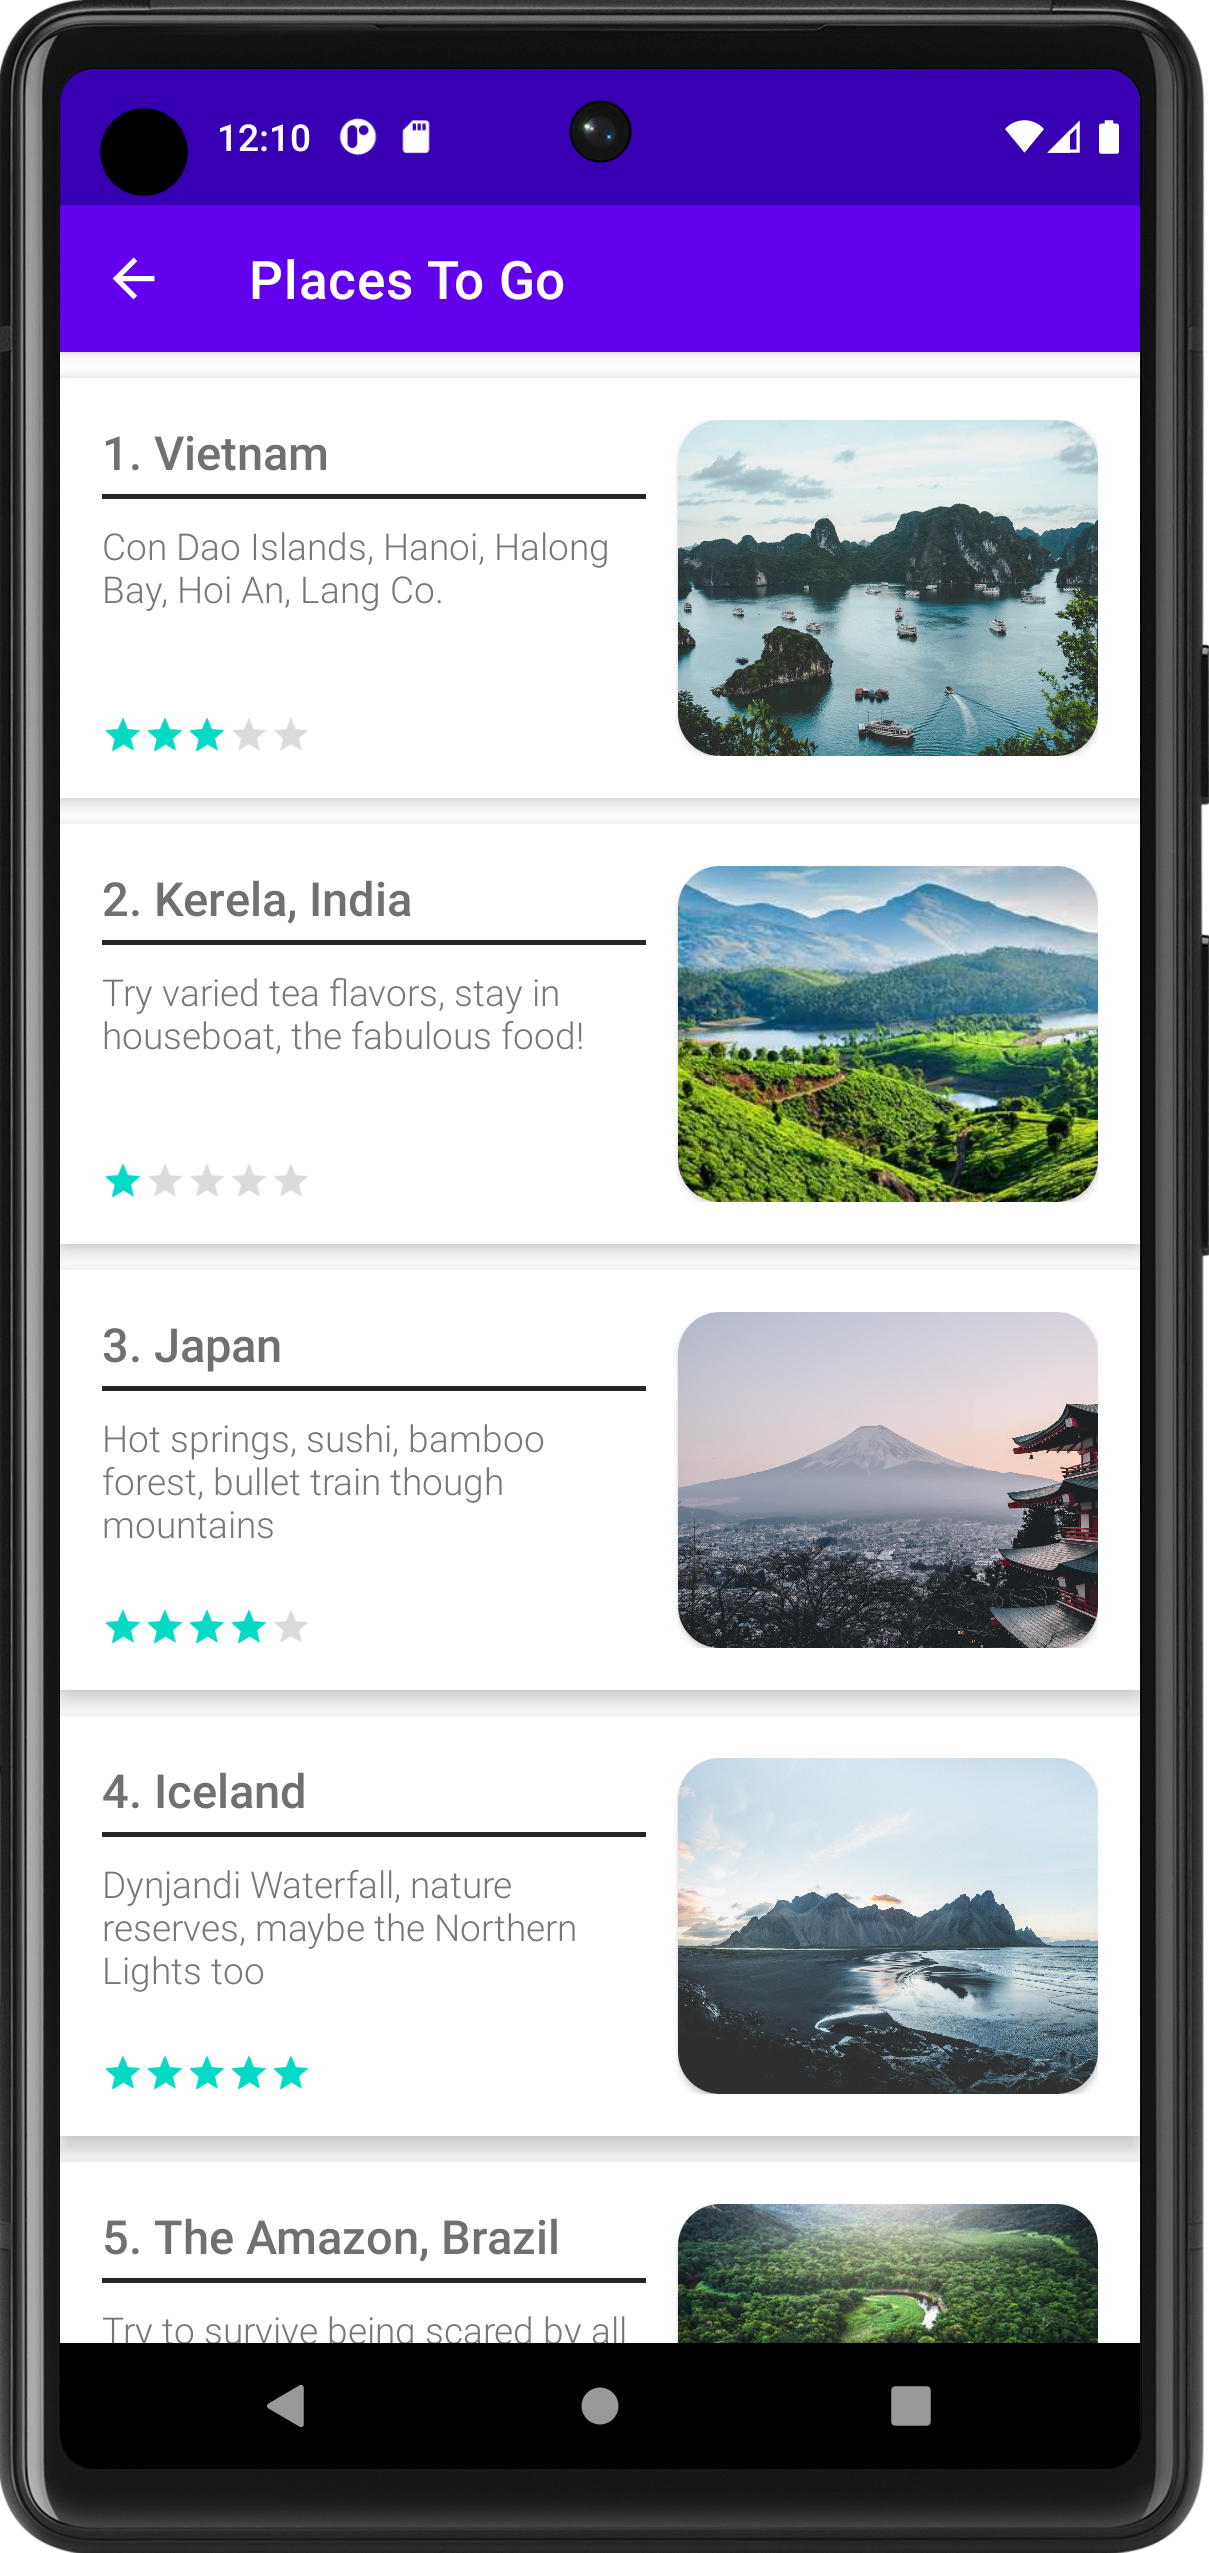 12:10
Places To Go
1. Vietnam
Con Dao Islands, Hanoi, Halong
Bay, Hoi An, Lang Co.
2. Kerela, India
Try varied tea flavors, stay in
houseboat, the fabulous food!
3. Japan
Hot springs, sushi, bamboo
forest, bullet train though
mountains
4. Iceland
Dynjandi Waterfall, nature
reserves, maybe the Northern
Lights too
5. The Amazon, Brazil
Try to survive being scared by all